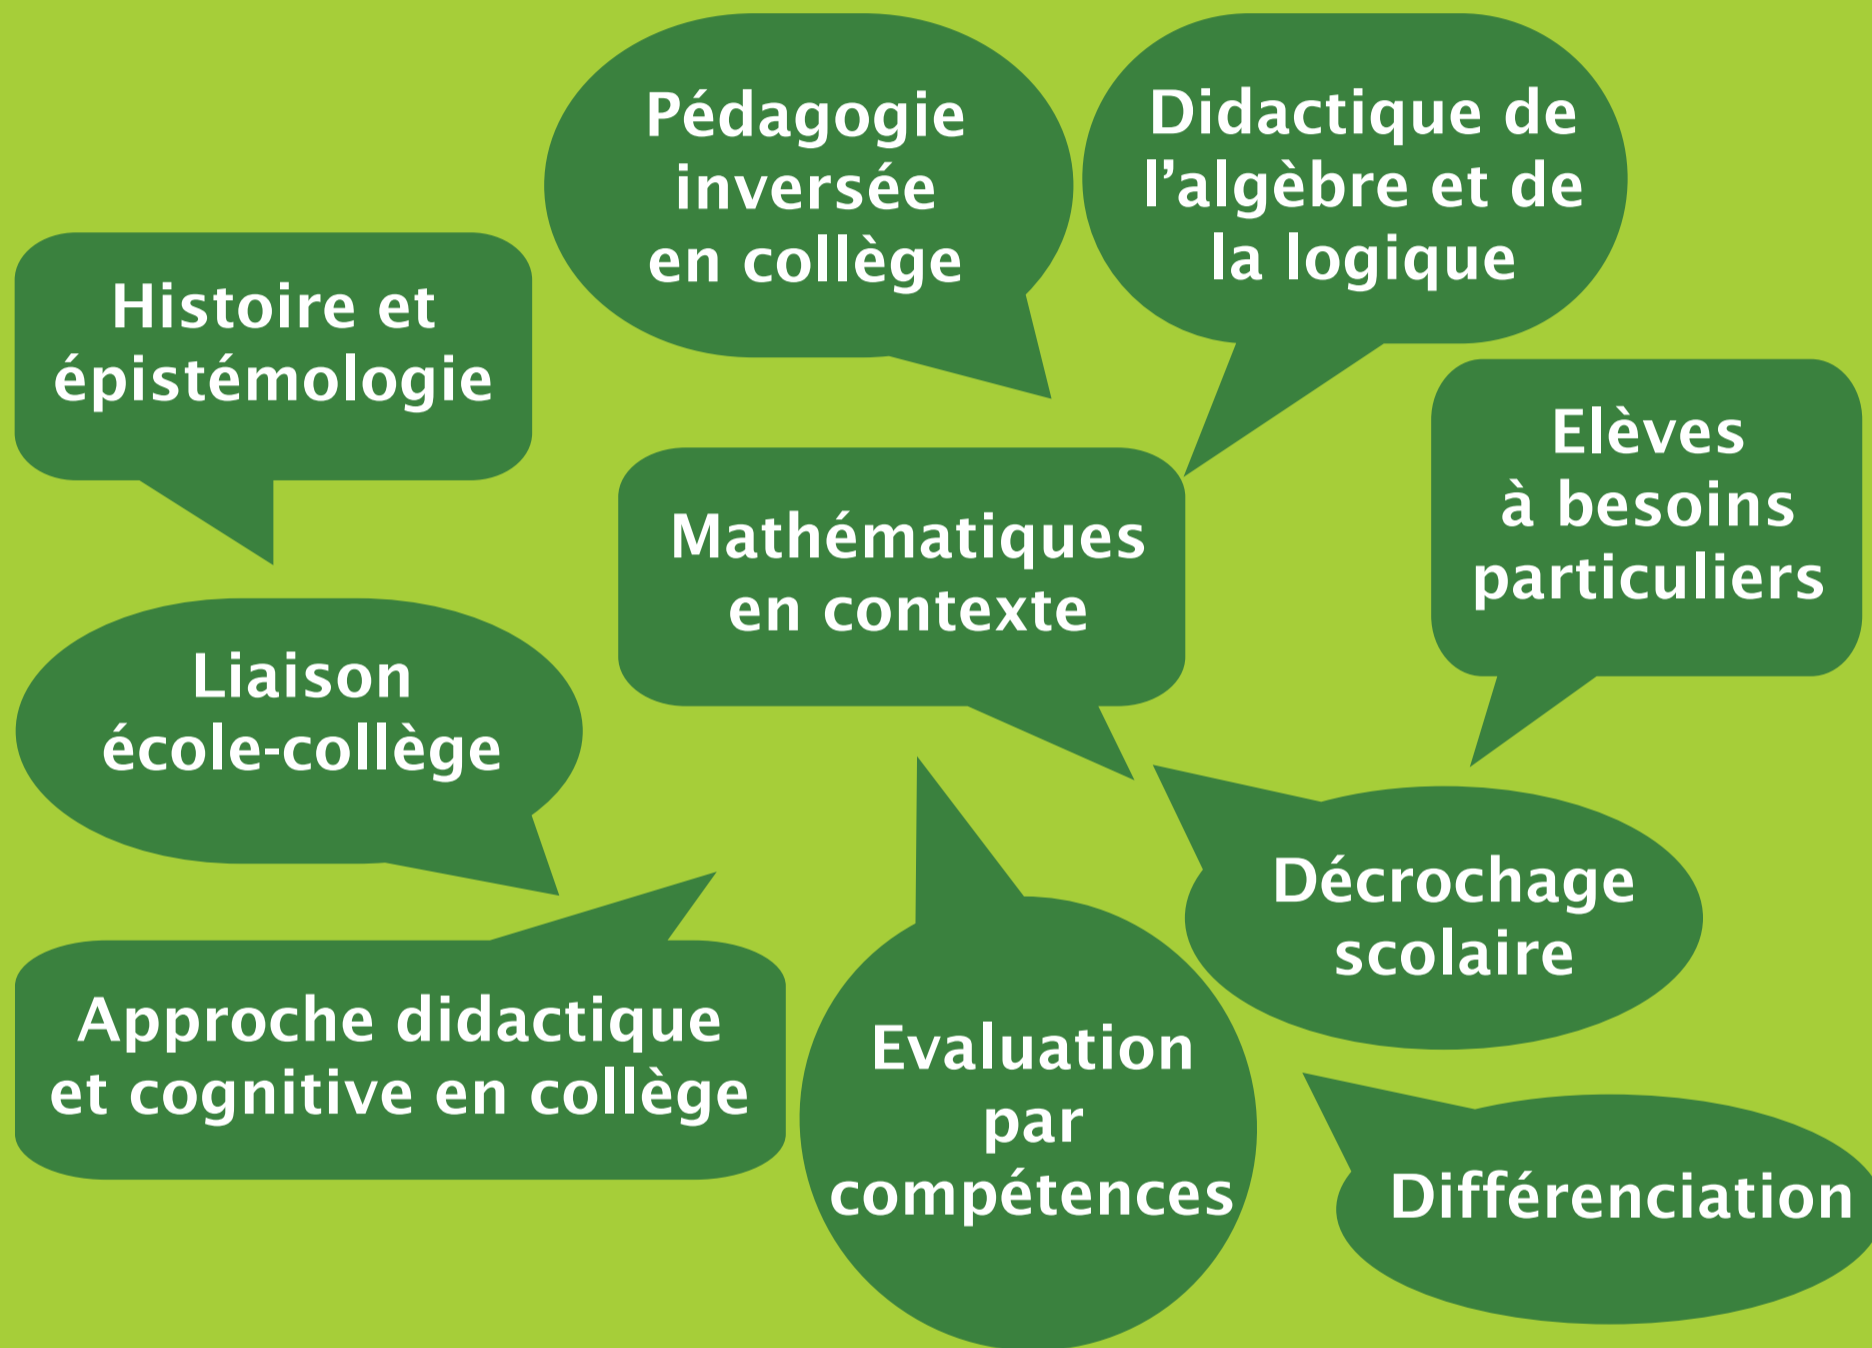 Pédagogie
inversée
en collège
Didactique de
l’algèbre et de
la logique
Histoire et
épistémologie
Elèves
à besoins
particuliers
Mathématiques
en contexte
Liaison
école-collège
Décrochage
scolaire
Approche didactique
et cognitive en collège
Evaluation
par
compétences
Différenciation